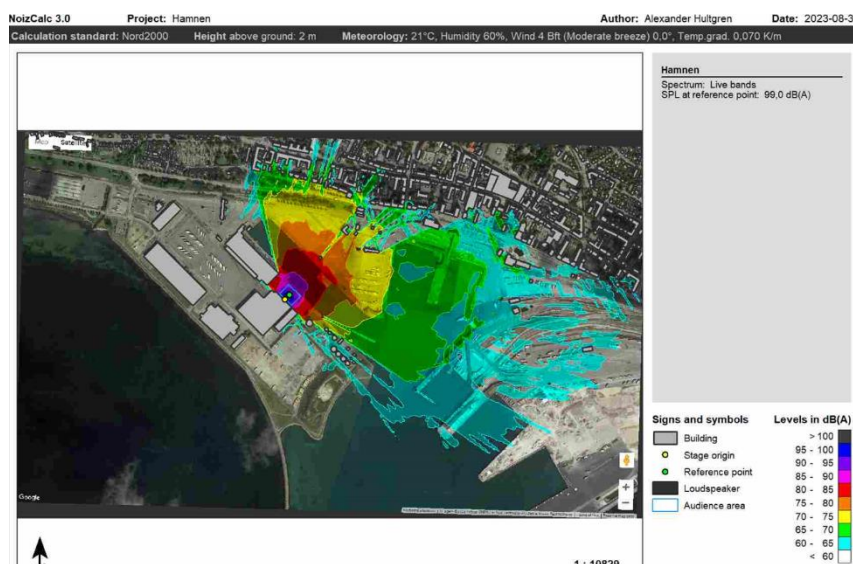 NoizCalc 3.0 Project: Hamnen Author: Alexander Hultgren Date: 2023-08-3
Calculation standard: Nord2000 Height above ground: 2 m Meteorology: 21°C, Humidity 60%, Wind 4 Bft (Moderate breeze) 0,0°, Temp.grad. 0,070 K/m
Hamnen
Spectrum: Live bands
SPL at reference point: 99,0 dB(A)
Map Satellite
Google
Signs and symbols
Building
Stage origin
Reference point
Loudspeaker
Audience area
Levels in dB(A)
> 100
95 - 100
90 - 95
85 - 90
80 - 85
75 - 80
70 - 75
65 - 70
60 - 65
< 60
1 : 10829